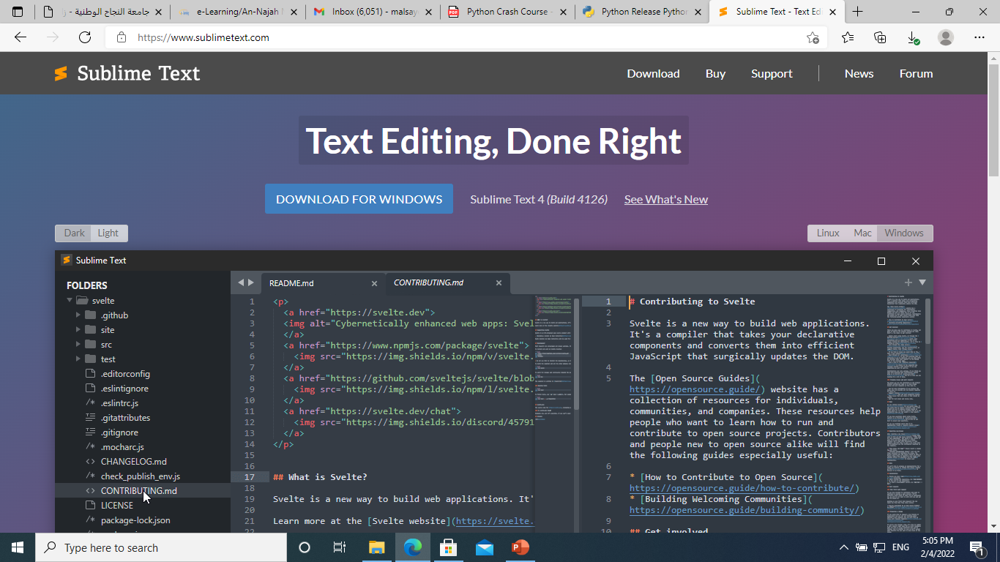 جامعة النجاح الوطنية - ز
e-Learning/An-Najah N
Inbox (6,051) - malsay
Python Crash Course -
Python Release Python
Sublime Text - Text Edi
https://www.sublimetext.com
Sublime Text
Download
Buy
Support
News
Forum
Text Editing, Done Right
DOWNLOAD FOR WINDOWS
Sublime Text 4 (Build 4126)
See What's New
Dark
Light
Linux
Mac
Windows
Sublime Text
FOLDERS
svelte
.github
site
src
test
.editorconfig
.eslintignore
.eslintrc.js
.gitattributes
.gitignore
.mocharc.js
CHANGELOG.md
check_publish_env.js
CONTRIBUTING.md
LICENSE
package-lock.json
README.md
CONTRIBUTING.md
1 <p>
2 <a href="https://svelte.dev">
3 <img alt="Cybernetically enhanced web apps: Svel
4 </a>
5 <a href="https://www.npmjs.com/package/svelte">
6 <img src="https://img.shields.io/npm/v/svelte.
7 </a>
8 <a href="https://github.com/sveltejs/svelte/blob
9 <img src="https://img.shields.io/npm/l/svelte.
10 </a>
11 <a href="https://svelte.dev/chat">
12 <img src="https://img.shields.io/discord/45791
13 </a>
14 </p>
15
16
17 ## What is Svelte?
18
19 Svelte is a new way to build web applications. It'
20
21 Learn more at the [Svelte website](https://svelte.
22
1 # Contributing to Svelte
2
3 Svelte is a new way to build web applications.
It's a compiler that takes your declarative
components and converts them into efficient
JavaScript that surgically updates the DOM.
4
5 The [Open Source Guides](
https://opensource.guide/) website has a
collection of resources for individuals,
communities, and companies. These resources help
people who want to learn how to run and
contribute to open source projects. Contributors
and people new to open source alike will find
the following guides especially useful:
6
7 * [How to Contribute to Open Source](
https://opensource.guide/how-to-contribute/)
8 * [Building Welcoming Communities](
https://opensource.guide/building-community/)
9
10 ## Get involved
Type here to search
ENG
5:05 PM
2/4/2022
1